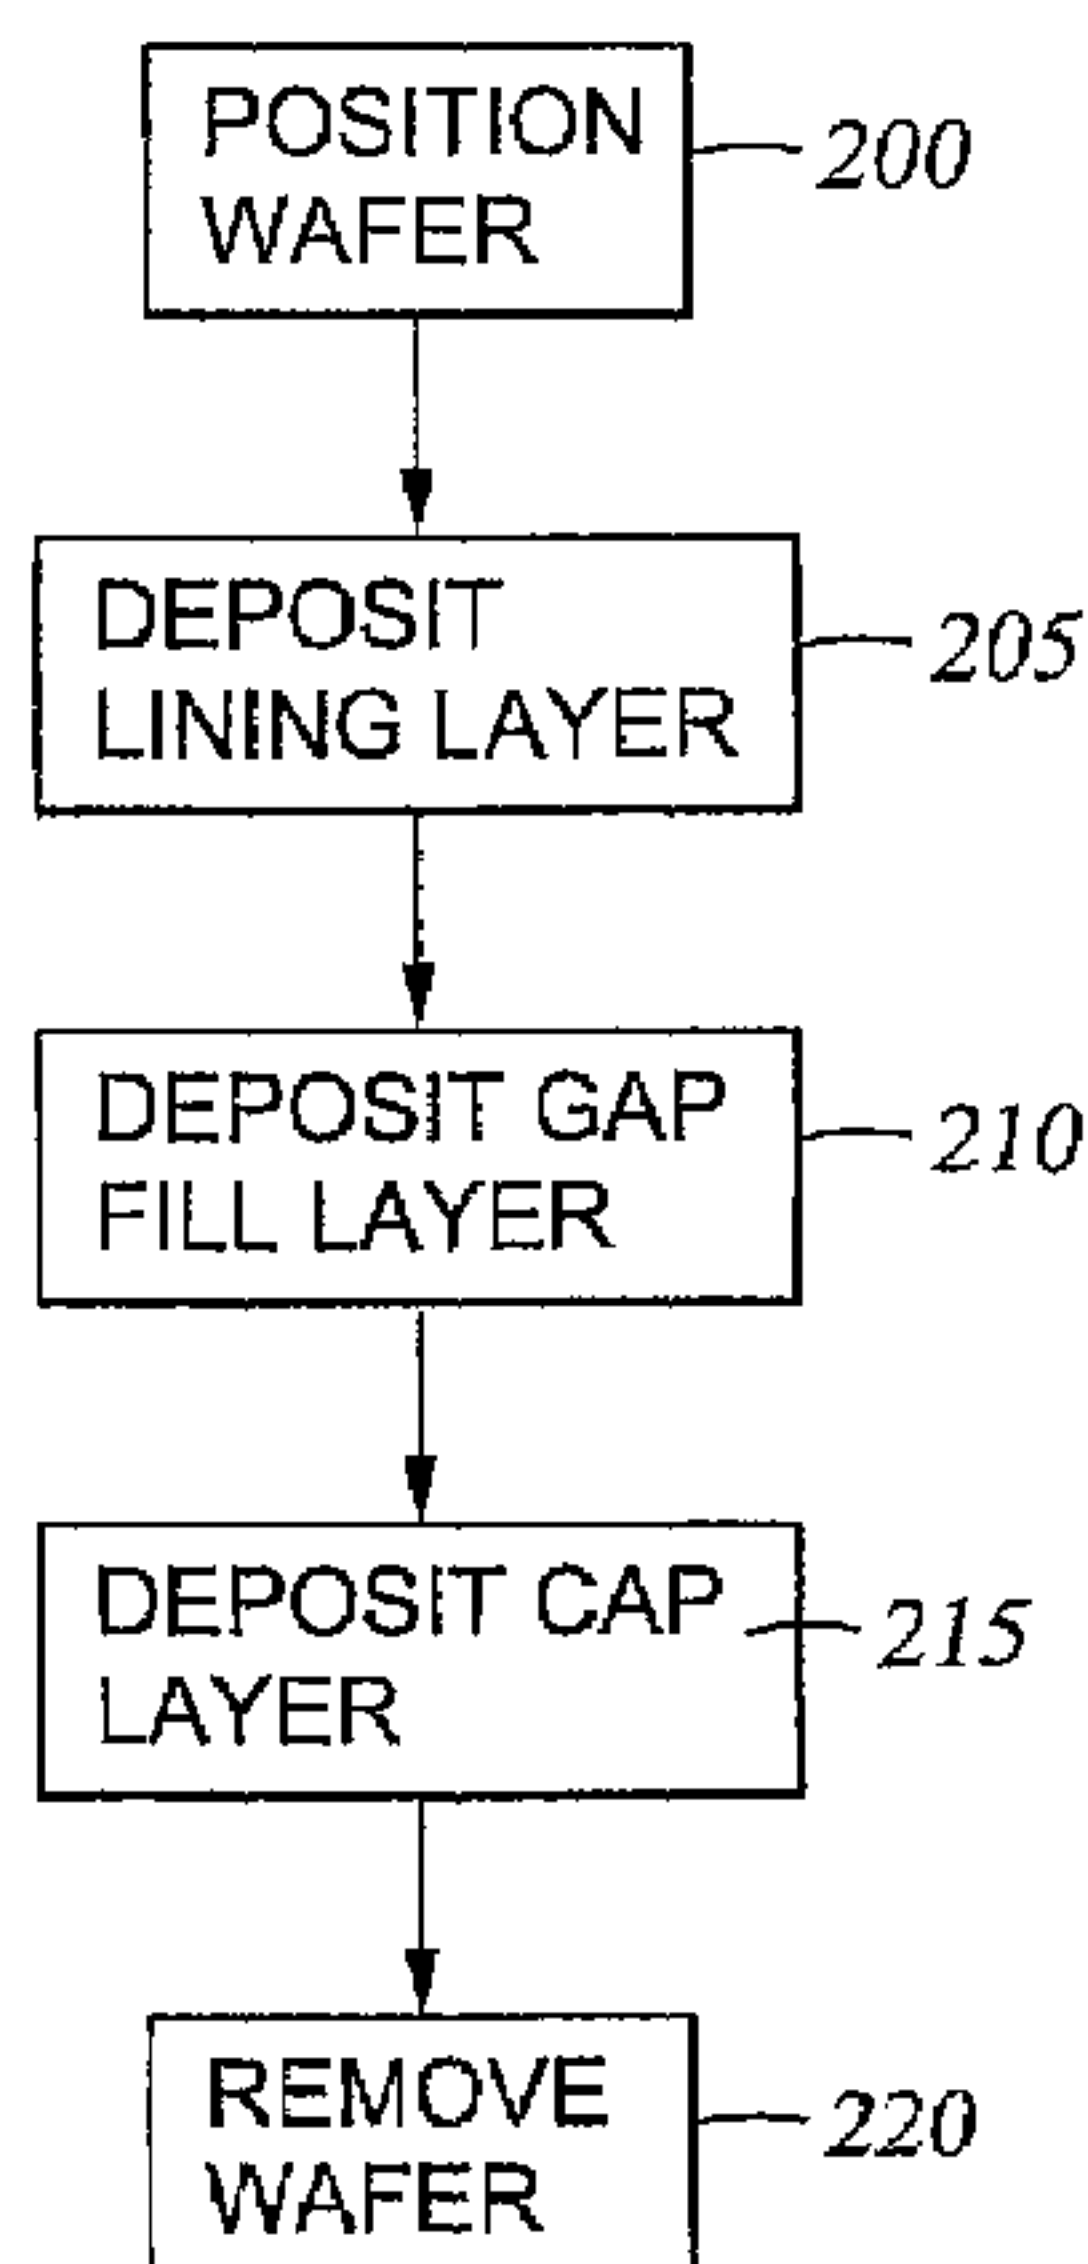 POSITION
WAFER
200
DEPOSIT
LINING LAYER
205
DEPOSIT GAP
FILL LAYER
210
DEPOSIT CAP
LAYER
215
REMOVE
WAFER
220